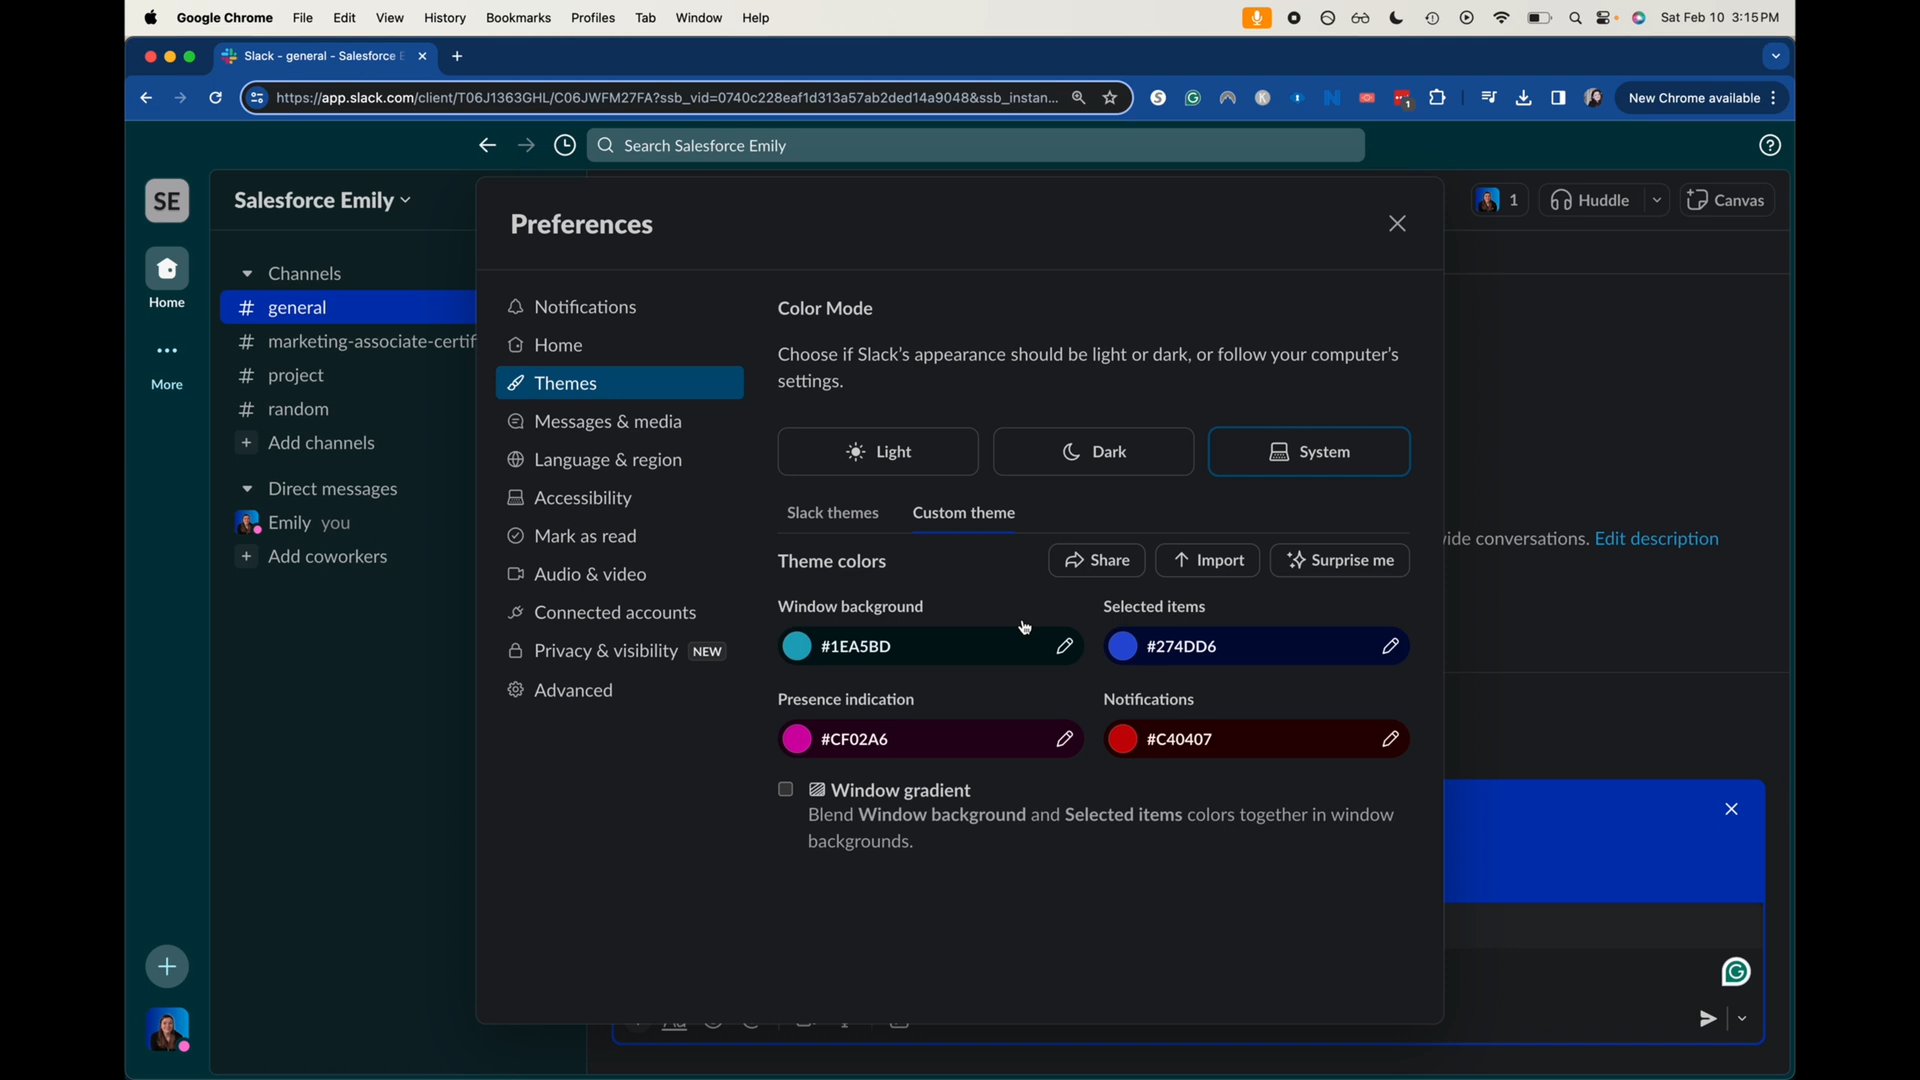 Google Chrome File Edit View History Bookmarks Profiles Tab Window Help
Sat Feb 10 3:15 PM
Slack - general - Salesforce E
https://app.slack.com/client/T06J1363GHL/C06JWFM27FA?ssb_vid=0740c228eaf1d313a57ab2ded14a9048&ssb_instan...
New Chrome available
Search Salesforce Emily
SE
Home
More
Salesforce Emily
Channels
# general
# marketing-associate-certif
# project
# random
+ Add channels
Direct messages
Emily you
+ Add coworkers
1
Huddle
Canvas
Preferences
Notifications
Home
Themes
Messages & media
Language & region
Accessibility
Mark as read
Audio & video
Connected accounts
Privacy & visibility NEW
Advanced
Color Mode
Choose if Slack's appearance should be light or dark, or follow your computer's
settings.
Light
Dark
System
Slack themes
Custom theme
Theme colors
Share
Import
Surprise me
Window background
Selected items
#1EA5BD
#274DD6
Presence indication
Notifications
#CF02A6
#C40407
Window gradient
Blend Window background and Selected items colors together in window
backgrounds.
ide conversations. Edit description